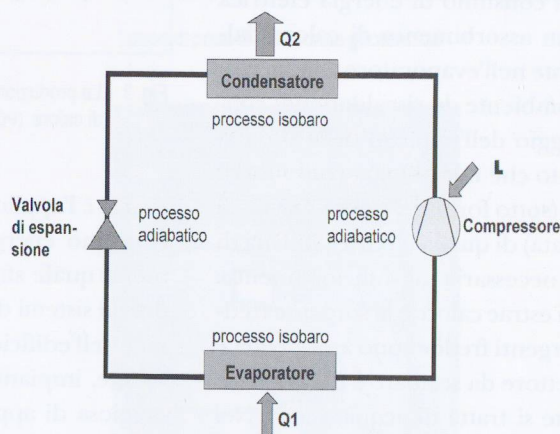 Q2
Condensatore
processo isobaro
L
Valvola
di espan-
sione
processo
adiabatico
processo
adiabatico
Compressore
processo isobaro
Evaporatore
Q1